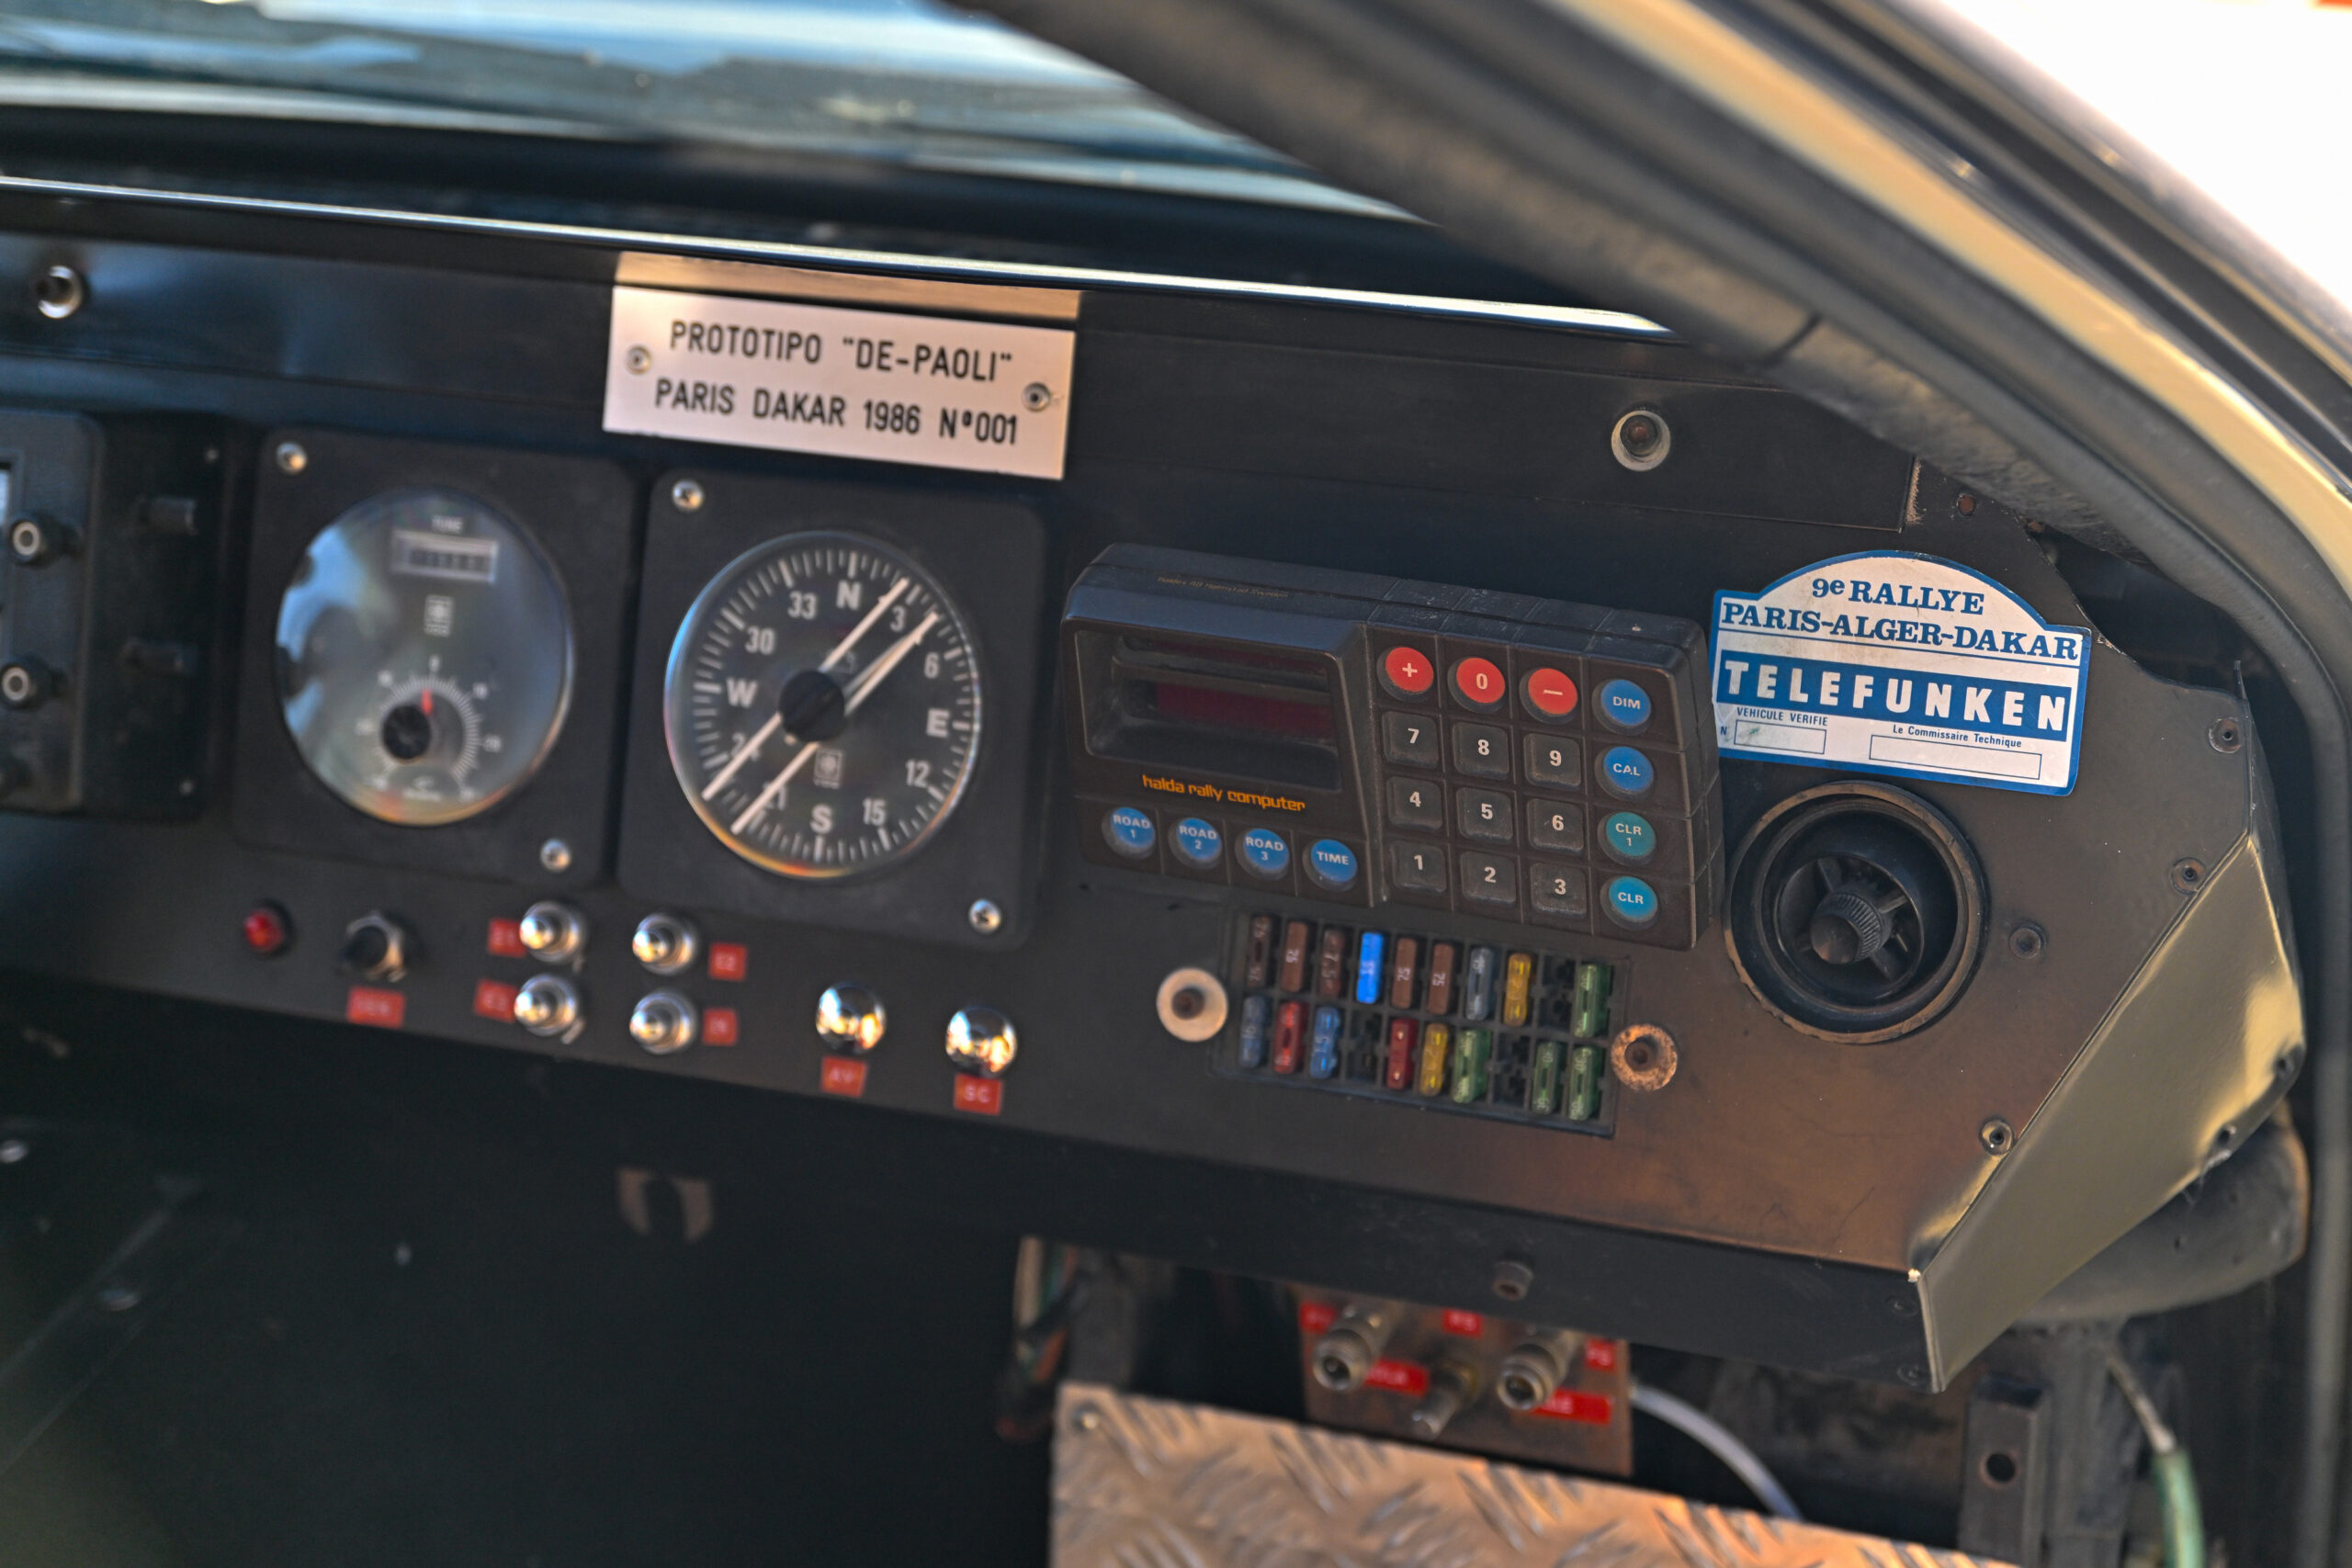 PROTOTIPO "DE-PAOLI"
PARIS DAKAR 1986 Nº001
N
33
3
30
6
W
E
12
15
S
halda rally computer
ROAD 1
ROAD 2
ROAD 3
TIME
+ 0 — DIM
7 8 9 CAL
4 5 6 CLR 1
1 2 3 CLR
9e RALLYE
PARIS-ALGER-DAKAR
TELEFUNKEN
VEHICULE VERIFIE
N
Le Commissaire Technique
AV